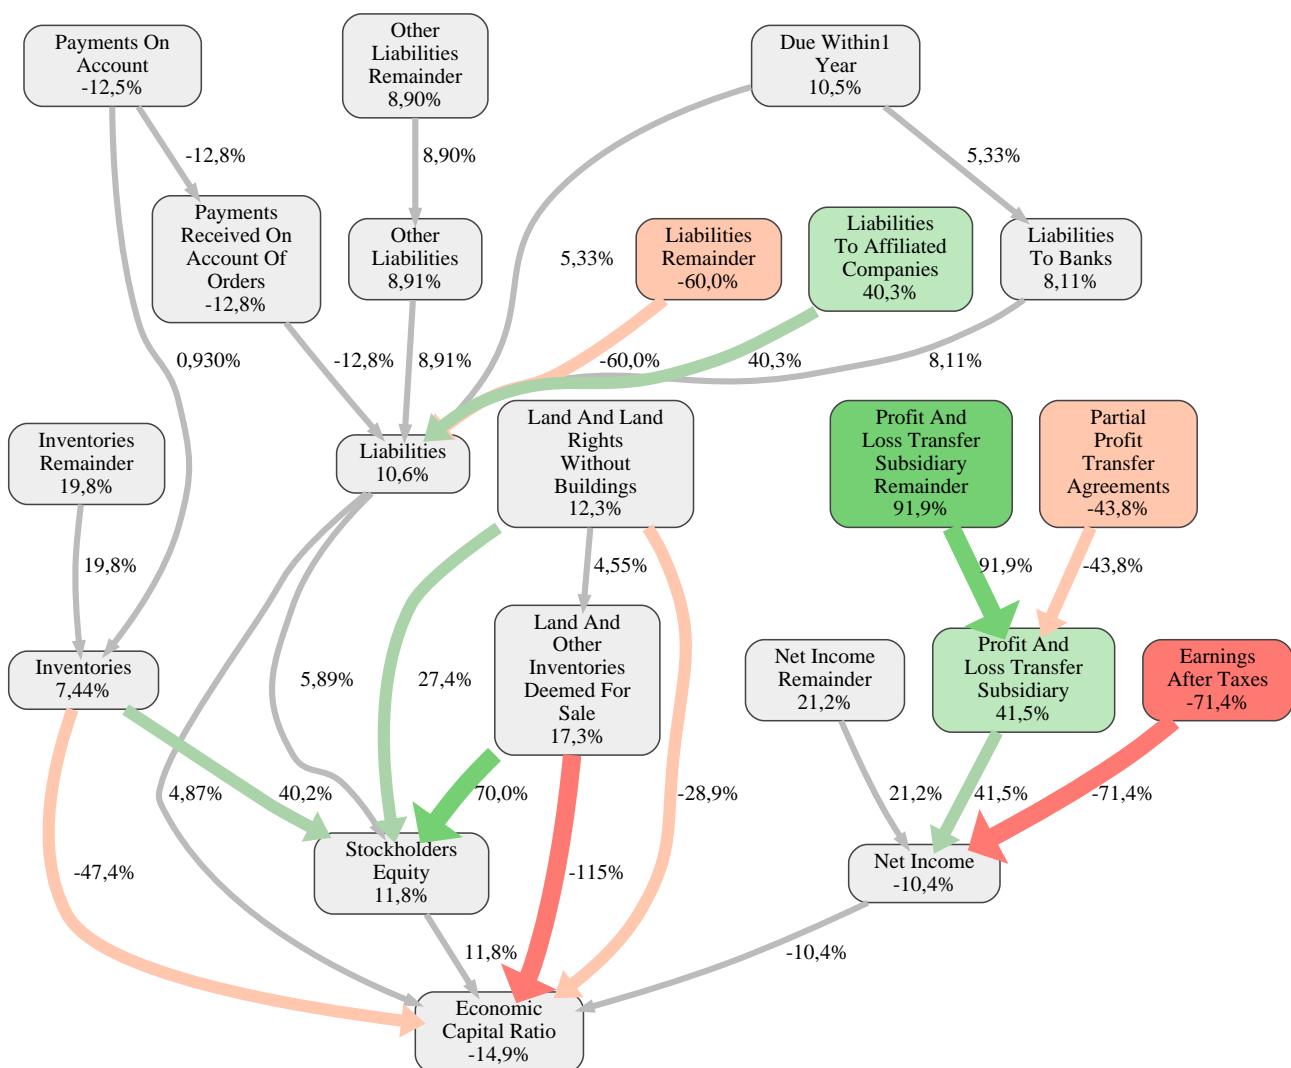 Payments On
Account
-12,5%
Other
Liabilities
Remainder
8,90%
Due Within1
Year
10,5%
-12,8%
8,90%
5,33%
Payments
Received On
Account Of
Orders
-12,8%
Other
Liabilities
8,91%
5,33%
Liabilities
Remainder
-60,0%
Liabilities
To Affiliated
Companies
40,3%
Liabilities
To Banks
8,11%
0,930%
-12,8%
8,91%
-60,0%
40,3%
8,11%
Inventories
Remainder
19,8%
Liabilities
10,6%
Land And Land
Rights
Without
Buildings
12,3%
Profit And
Loss Transfer
Subsidiary
Remainder
91,9%
Partial
Profit
Transfer
Agreements
-43,8%
19,8%
4,55%
91,9%
-43,8%
Inventories
7,44%
5,89%
27,4%
Land And
Other
Inventories
Deemed For
Sale
17,3%
Net Income
Remainder
21,2%
Profit And
Loss Transfer
Subsidiary
41,5%
Earnings
After Taxes
-71,4%
4,87%
40,2%
70,0%
-28,9%
21,2%
41,5%
-71,4%
-47,4%
Stockholders
Equity
11,8%
-115%
Net Income
-10,4%
11,8%
-10,4%
Economic
Capital Ratio
-14,9%